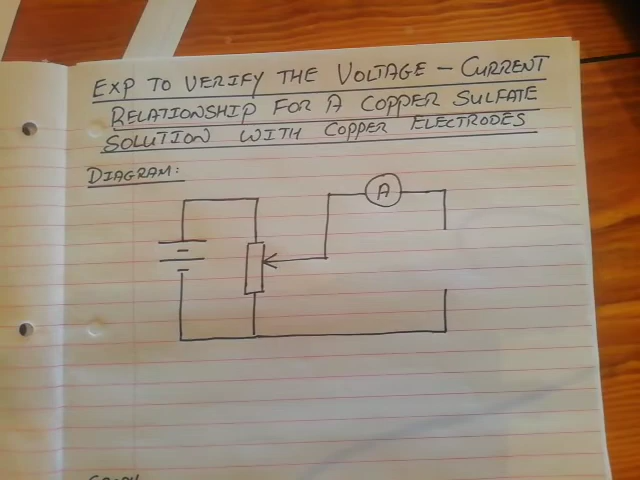 EXP TO VERIFY THE VOLTAGE - CURRENT
RELATIONSHIP FOR A COPPER SULFATE
SOLUTION WITH COPPER ELECTRODES
DIAGRAM:
A